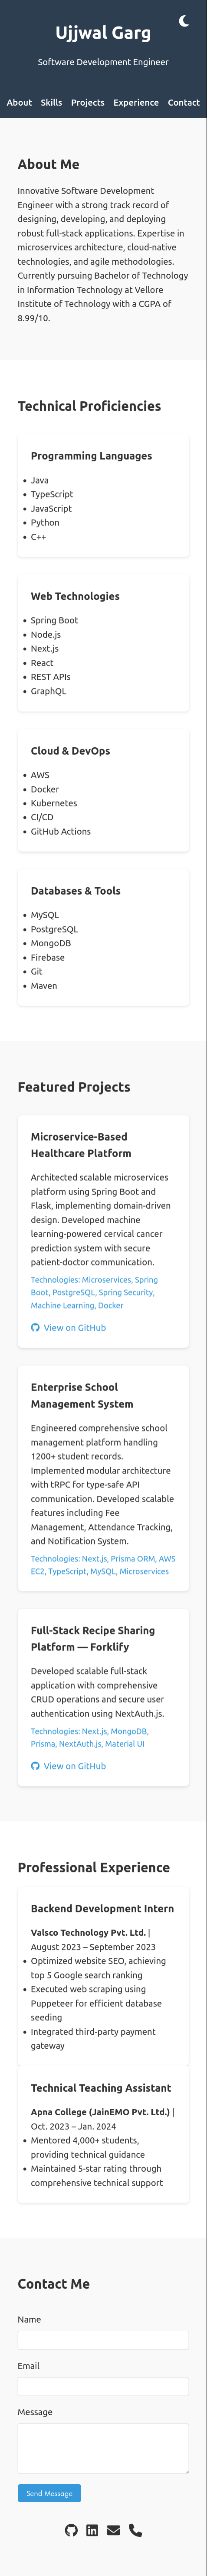 Ujjwal Garg
Software Development Engineer
About Skills Projects Experience Contact
About Me
Innovative Software Development
Engineer with a strong track record of
designing, developing, and deploying
robust full-stack applications. Expertise in
microservices architecture, cloud-native
technologies, and agile methodologies.
Currently pursuing Bachelor of Technology
in Information Technology at Vellore
Institute of Technology with a CGPA of
8.99/10.
Technical Proficiencies
Programming Languages
• Java
• TypeScript
• JavaScript
• Python
• C++
Web Technologies
• Spring Boot
• Node.js
• Next.js
• React
• REST APIs
• GraphQL
Cloud & DevOps
• AWS
• Docker
• Kubernetes
• CI/CD
• GitHub Actions
Databases & Tools
• MySQL
• PostgreSQL
• MongoDB
• Firebase
• Git
• Maven
Featured Projects
Microservice-Based
Healthcare Platform
Architected scalable microservices
platform using Spring Boot and
Flask, implementing domain-driven
design. Developed machine
learning-powered cervical cancer
prediction system with secure
patient-doctor communication.
Technologies: Microservices, Spring
Boot, PostgreSQL, Spring Security,
Machine Learning, Docker
View on GitHub
Enterprise School
Management System
Engineered comprehensive school
management platform handling
1200+ student records.
Implemented modular architecture
with tRPC for type-safe API
communication. Developed scalable
features including Fee
Management, Attendance Tracking,
and Notification System.
Technologies: Next.js, Prisma ORM, AWS
EC2, TypeScript, MySQL, Microservices
Full-Stack Recipe Sharing
Platform — Forklify
Developed scalable full-stack
application with comprehensive
CRUD operations and secure user
authentication using NextAuth.js.
Technologies: Next.js, MongoDB,
Prisma, NextAuth.js, Material UI
View on GitHub
Professional Experience
Backend Development Intern
Valsco Technology Pvt. Ltd. |
August 2023 – September 2023
• Optimized website SEO, achieving
top 5 Google search ranking
• Executed web scraping using
Puppeteer for efficient database
seeding
• Integrated third-party payment
gateway
Technical Teaching Assistant
Apna College (JainEMO Pvt. Ltd.) |
Oct. 2023 – Jan. 2024
• Mentored 4,000+ students,
providing technical guidance
• Maintained 5-star rating through
comprehensive technical support
Contact Me
Name
Email
Message
Send Message